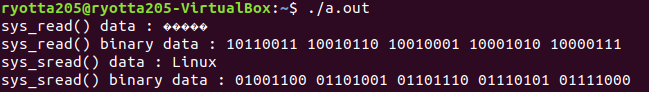 ryotta205@ryotta205-VirtualBox:~$ ./a.out
sys_read() data : �����
sys_read() binary data : 10110011 10010110 10010001 10001010 10000111
sys_sread() data : Linux
sys_sread() binary data : 01001100 01101001 01101110 01110101 01111000